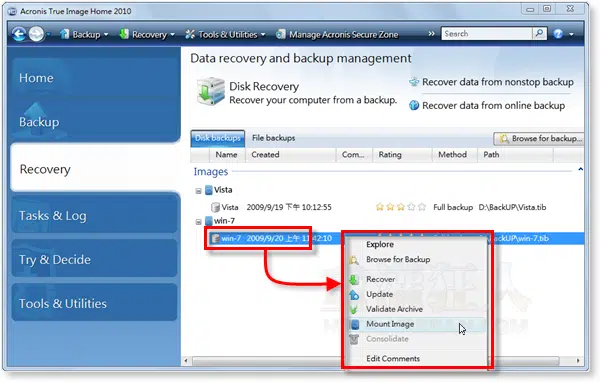 Acronis True Image Home 2010
Backup Recovery Tools & Utilities Manage Acronis Secure Zone » Search
Data recovery and backup management
Home
Disk Recovery
Recover your computer from a backup.
Recover data from nonstop backup
Recover data from online backup
Backup
Disk backups File backups Browse for backup...
Name Created Com... Rating Method Path
Recovery
Images
Vista
Vista 2009/9/19 下午 10:12:55 Full backup D:\BackUP\Vista.tib
win-7
win-7 2009/9/20 上午 11:42:10 \BackUP\win-7.tib
Tasks & Log
Try & Decide
Tools & Utilities
Explore
Browse for Backup
Recover
Update
Validate Archive
Mount Image
Consolidate
Edit Comments